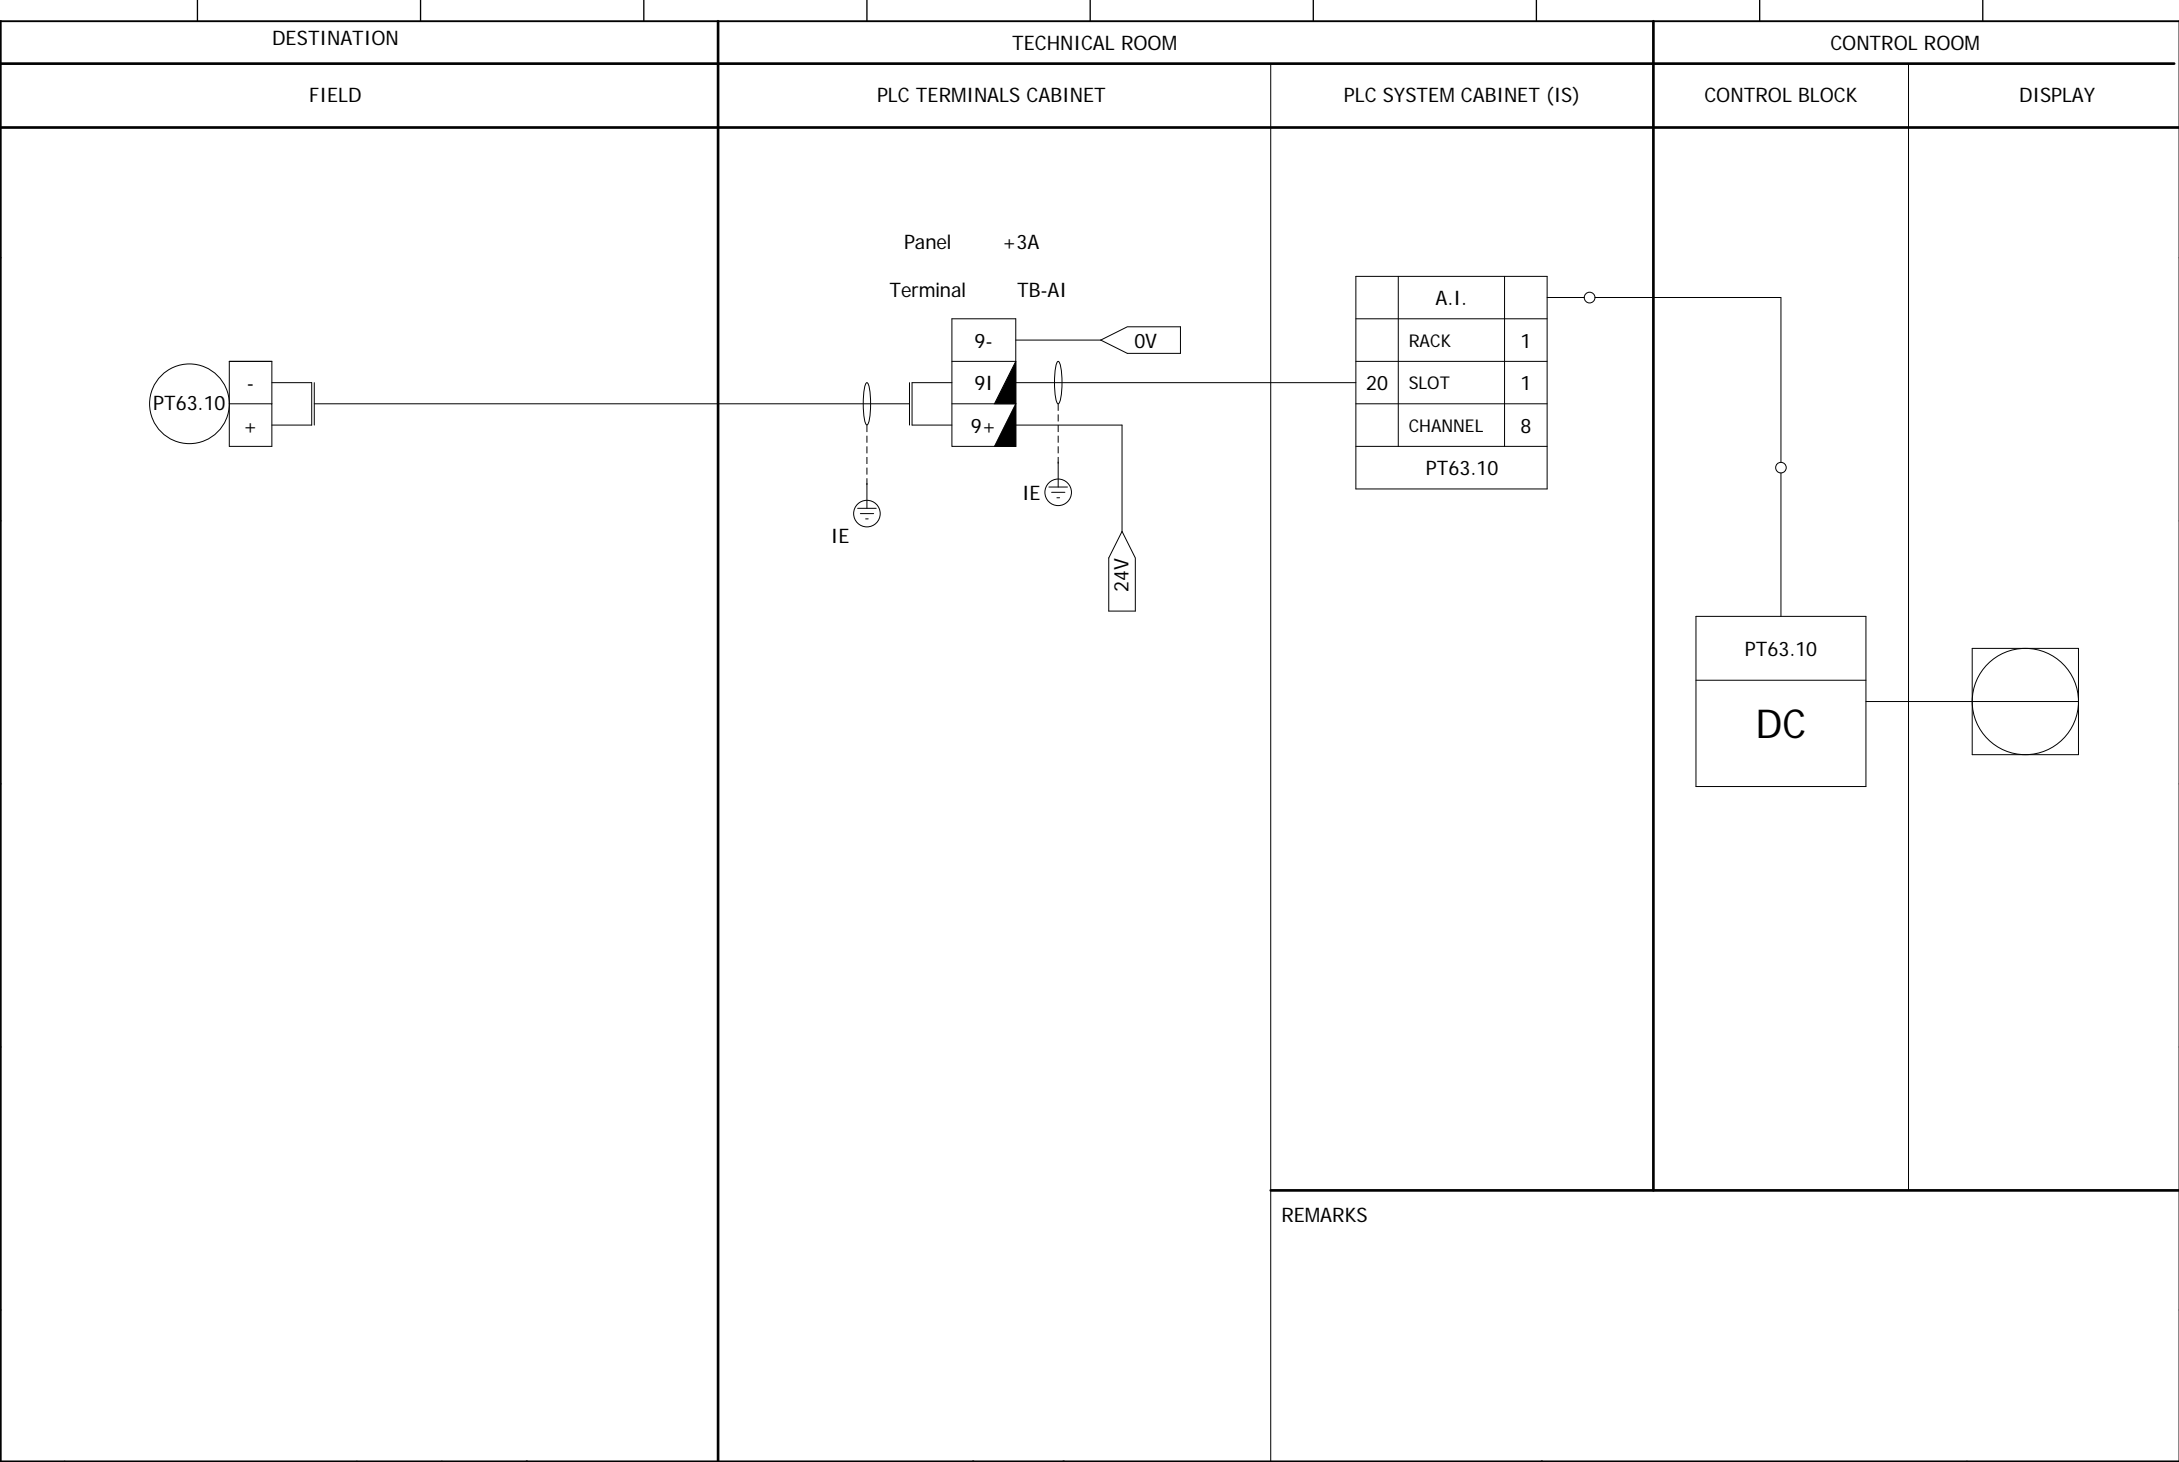 DESTINATION
TECHNICAL ROOM
CONTROL ROOM
FIELD
PLC TERMINALS CABINET
PLC SYSTEM CABINET (IS)
CONTROL BLOCK
DISPLAY
Panel +3A
Terminal TB-AI
9-
0V
9I
9+
IE
IE
24V
PT63.10
-
+
A.I.
RACK 1
20 SLOT 1
CHANNEL 8
PT63.10
PT63.10
DC
REMARKS